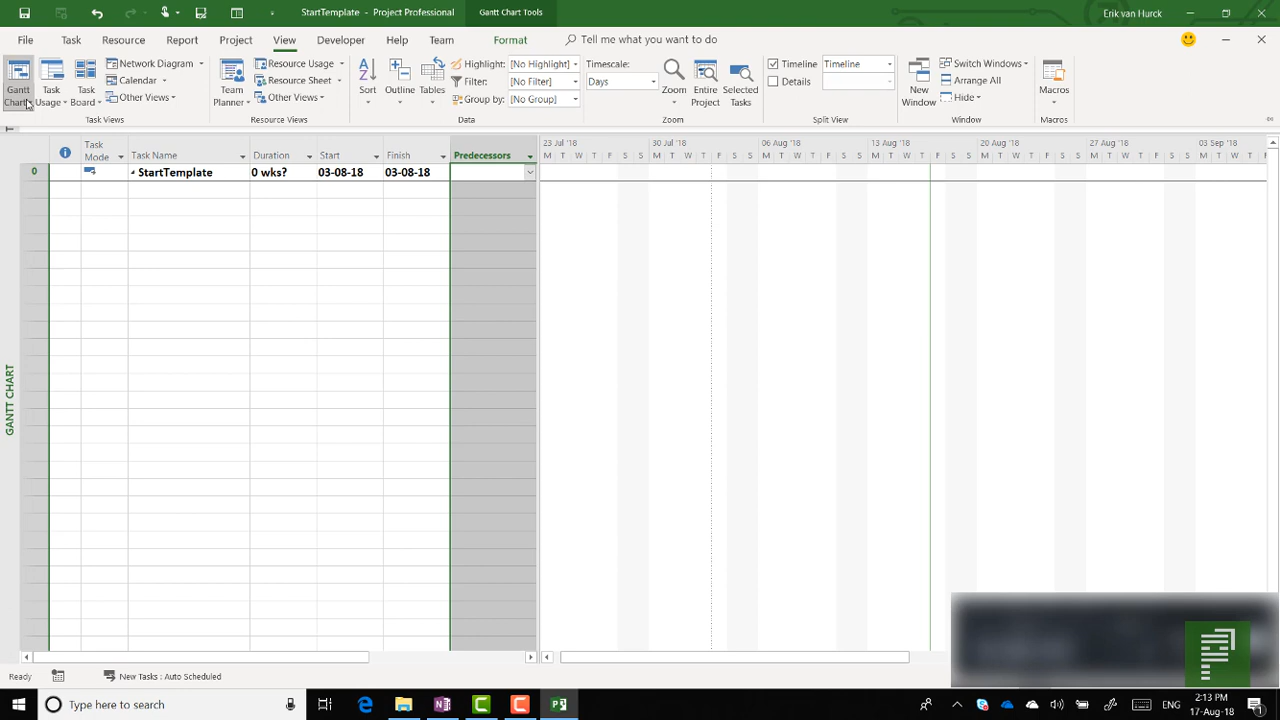 StartTemplate - Project Professional
Gantt Chart Tools
Erik van Hurck
File Task Resource Report Project View Developer Help Team Format Tell me what you want to do
Gantt Chart
Task Usage
Task Board
Network Diagram
Calendar
Other Views
Task Views
Team Planner
Resource Usage
Resource Sheet
Other Views
Resource Views
Sort
Outline
Tables
Highlight: [No Highlight]
Filter: [No Filter]
Group by: [No Group]
Data
Timescale:
Days
Zoom
Entire Project
Selected Tasks
Zoom
Timeline Timeline
Details
Split View
New Window
Switch Windows
Arrange All
Hide
Window
Macros
Macros
Task Mode Task Name Duration Start Finish Predecessors
23 Jul '18 30 Jul '18 06 Aug '18 13 Aug '18 20 Aug '18 27 Aug '18 03 Sep '18
M T W T F S S M T W T F S S M T W T F S S M T W T F S S M T W T F S S M T W T F S S M T W T F
0 StartTemplate 0 wks? 03-08-18 03-08-18
GANTT CHART
Ready New Tasks : Auto Scheduled
Type here to search
ENG
2:13 PM
17-Aug-18